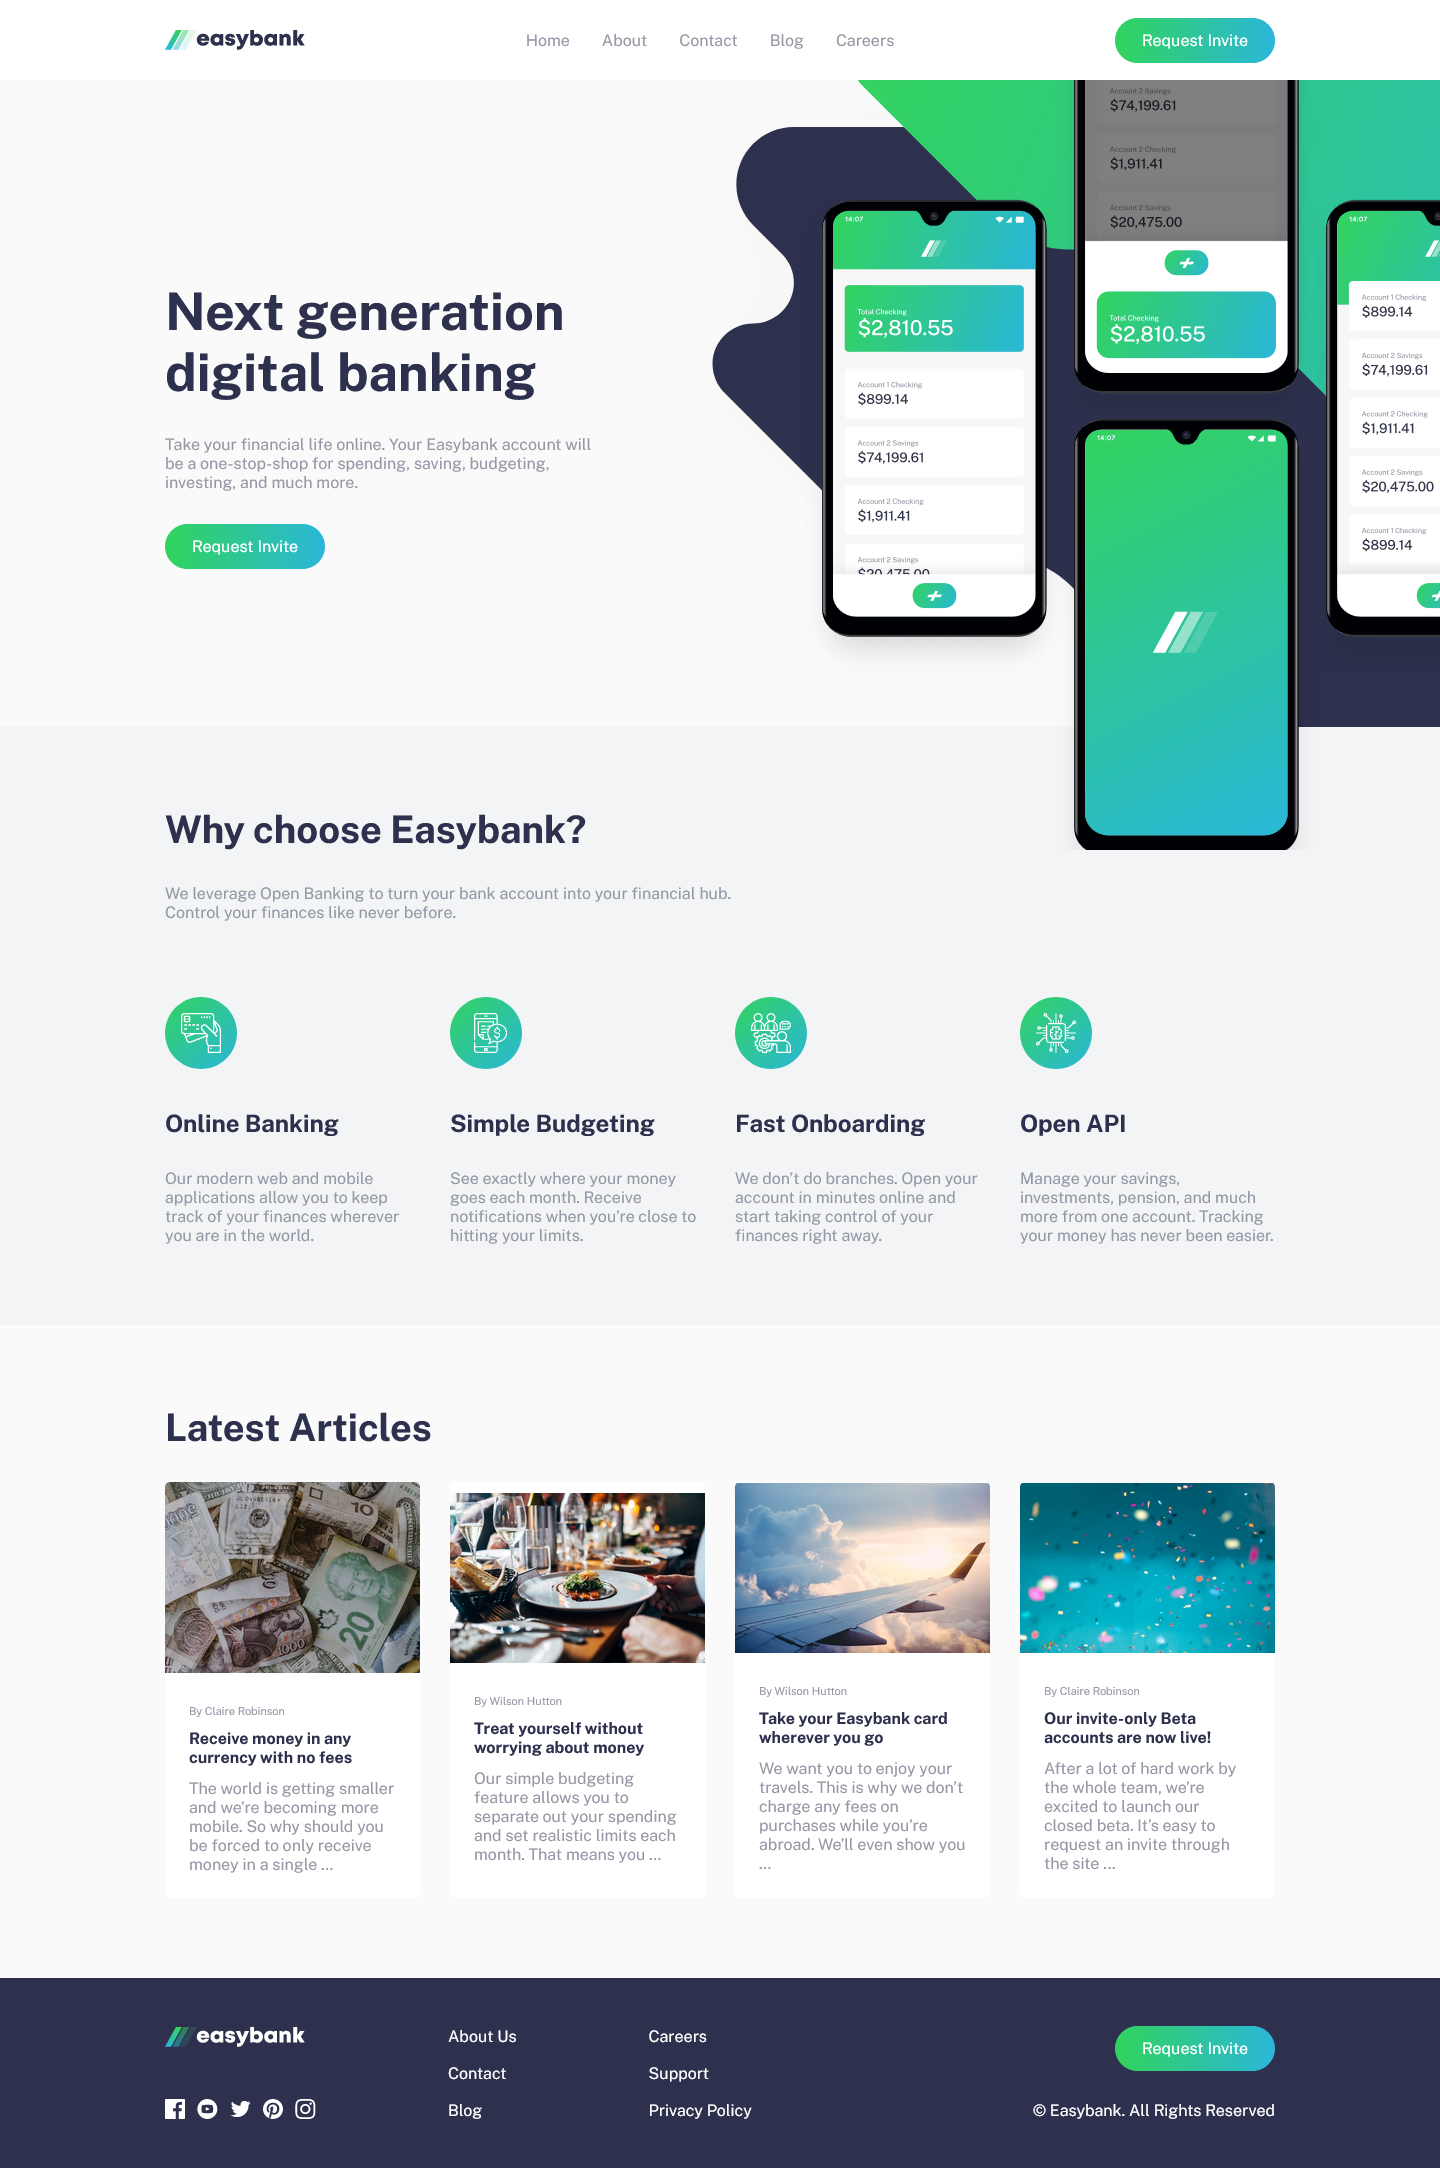 easybank
Home About Contact Blog Careers
Request Invite
Next generation
digital banking
Take your financial life online. Your Easybank account will
be a one-stop-shop for spending, saving, budgeting,
investing, and much more.
Request Invite
14:07
Total Checking
$2,810.55
Account 1 Checking
$899.14
Account 2 Savings
$74,199.61
Account 2 Checking
$1,911.41
Account 2 Savings
$20,475.00
Account 2 Savings
$74,199.61
Account 2 Checking
$1,911.41
Account 2 Savings
$20,475.00
Total Checking
$2,810.55
14:07
14:07
Account 1 Checking
$899.14
Account 2 Savings
$74,199.61
Account 2 Checking
$1,911.41
Account 2 Savings
$20,475.00
Account 1 Checking
$899.14
Why choose Easybank?
We leverage Open Banking to turn your bank account into your financial hub.
Control your finances like never before.
Online Banking
Our modern web and mobile
applications allow you to keep
track of your finances wherever
you are in the world.
Simple Budgeting
See exactly where your money
goes each month. Receive
notifications when you’re close to
hitting your limits.
Fast Onboarding
We don’t do branches. Open your
account in minutes online and
start taking control of your
finances right away.
Open API
Manage your savings,
investments, pension, and much
more from one account. Tracking
your money has never been easier.
Latest Articles
500
10
20
1000
By Claire Robinson
Receive money in any
currency with no fees
The world is getting smaller
and we’re becoming more
mobile. So why should you
be forced to only receive
money in a single …
By Wilson Hutton
Treat yourself without
worrying about money
Our simple budgeting
feature allows you to
separate out your spending
and set realistic limits each
month. That means you …
By Wilson Hutton
Take your Easybank card
wherever you go
We want you to enjoy your
travels. This is why we don’t
charge any fees on
purchases while you’re
abroad. We’ll even show you
…
By Claire Robinson
Our invite-only Beta
accounts are now live!
After a lot of hard work by
the whole team, we’re
excited to launch our
closed beta. It’s easy to
request an invite through
the site …
easybank
About Us
Contact
Blog
Careers
Support
Privacy Policy
Request Invite
© Easybank. All Rights Reserved